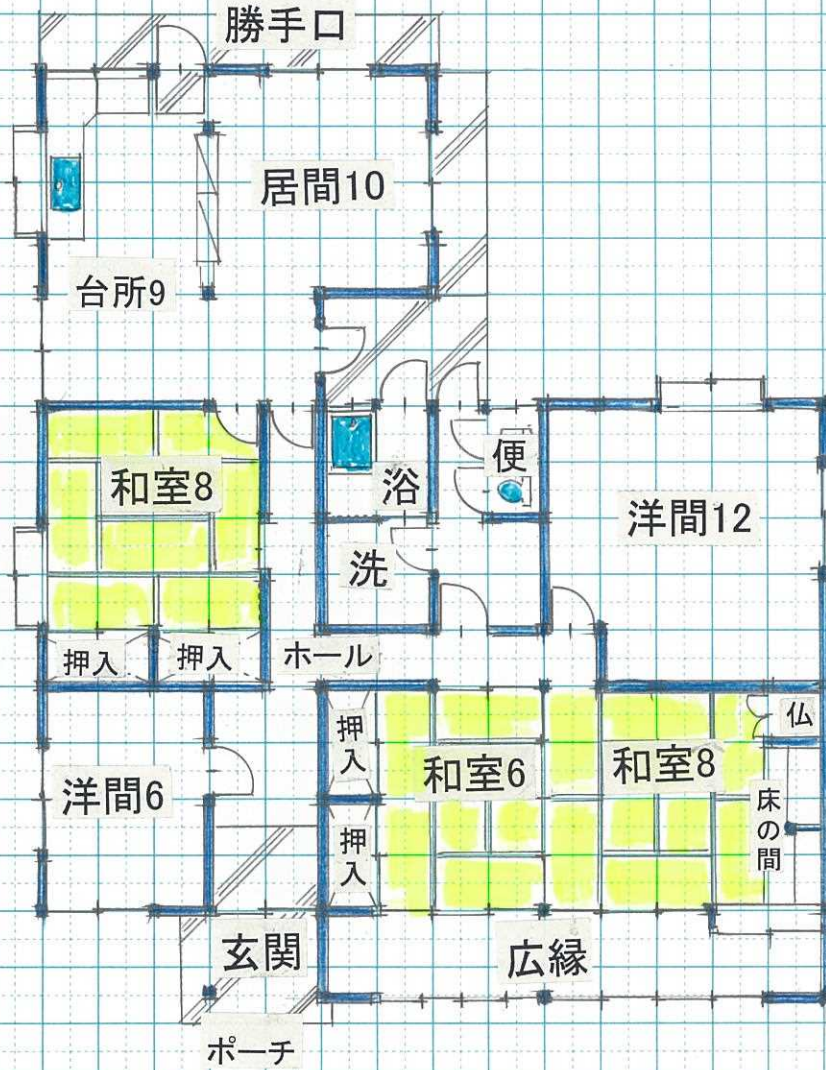 勝手口
居間10
台所9
和室8
浴
便
洋間12
洗
押入
押入
ホール
仏
押入
和室6
和室8
洋間6
床の間
押入
玄関
広縁
ポーチ